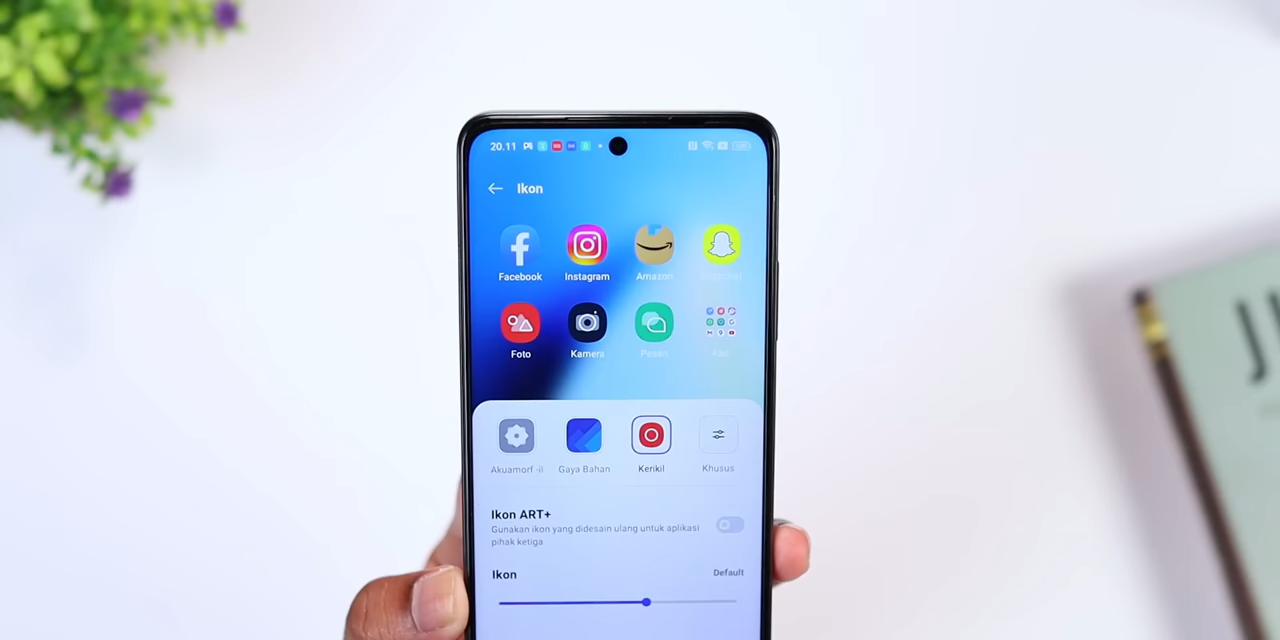 20.11
Ikon
Facebook Instagram Amazon
Foto Kamera Pesan
Akuamorf -il Gaya Bahan Kerikil Khusus
Ikon ART+
Gunakan ikon yang didesain ulang untuk aplikasi
pihak ketiga
Ikon Default